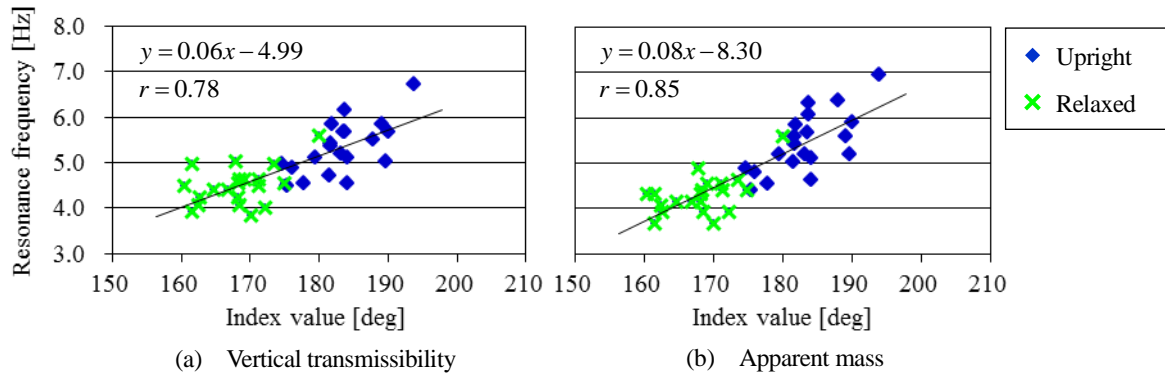 Resonance frequency [Hz]
8.0
7.0
6.0
5.0
4.0
3.0
y = 0.06x − 4.99
r = 0.78
150 160 170 180 190 200 210
Index value [deg]
(a) Vertical transmissibility
y = 0.08x − 8.30
r = 0.85
150 160 170 180 190 200 210
Index value [deg]
(b) Apparent mass
Upright
Relaxed